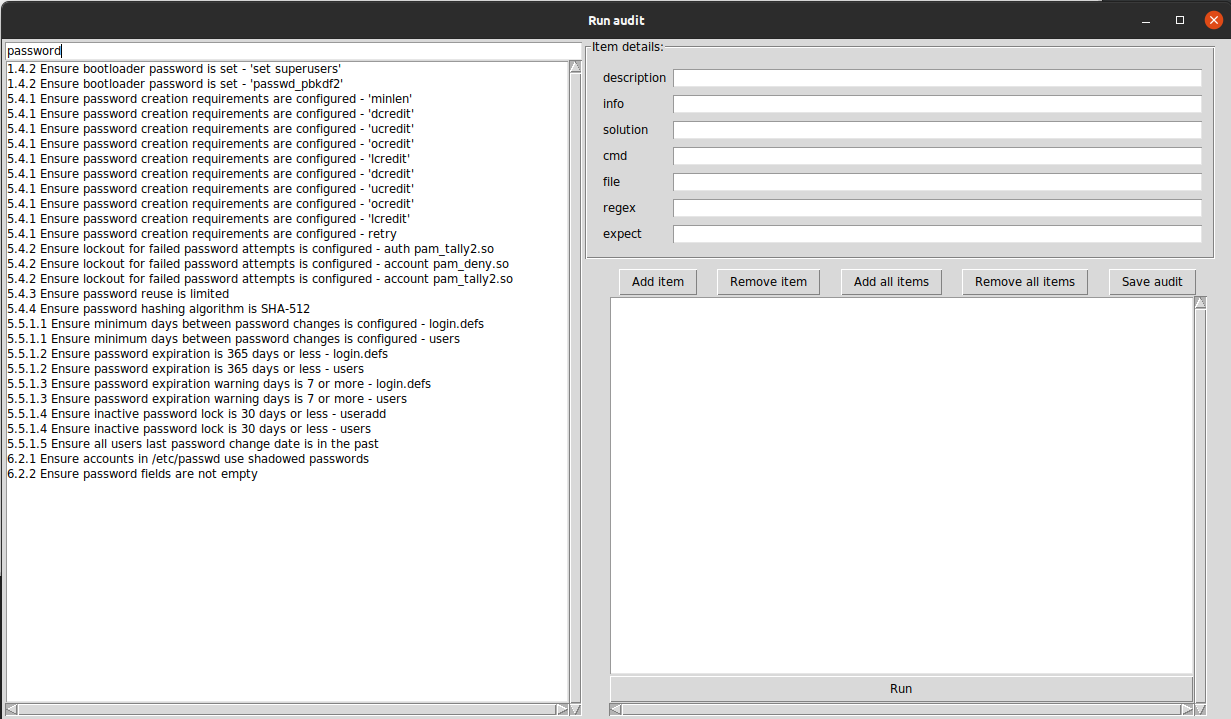 Run audit
password
1.4.2 Ensure bootloader password is set - 'set superusers'
1.4.2 Ensure bootloader password is set - 'passwd_pbkdf2'
5.4.1 Ensure password creation requirements are configured - 'minlen'
5.4.1 Ensure password creation requirements are configured - 'dcredit'
5.4.1 Ensure password creation requirements are configured - 'ucredit'
5.4.1 Ensure password creation requirements are configured - 'ocredit'
5.4.1 Ensure password creation requirements are configured - 'lcredit'
5.4.1 Ensure password creation requirements are configured - 'dcredit'
5.4.1 Ensure password creation requirements are configured - 'ucredit'
5.4.1 Ensure password creation requirements are configured - 'ocredit'
5.4.1 Ensure password creation requirements are configured - 'lcredit'
5.4.1 Ensure password creation requirements are configured - retry
5.4.2 Ensure lockout for failed password attempts is configured - auth pam_tally2.so
5.4.2 Ensure lockout for failed password attempts is configured - account pam_deny.so
5.4.2 Ensure lockout for failed password attempts is configured - account pam_tally2.so
5.4.3 Ensure password reuse is limited
5.4.4 Ensure password hashing algorithm is SHA-512
5.5.1.1 Ensure minimum days between password changes is configured - login.defs
5.5.1.1 Ensure minimum days between password changes is configured - users
5.5.1.2 Ensure password expiration is 365 days or less - login.defs
5.5.1.2 Ensure password expiration is 365 days or less - users
5.5.1.3 Ensure password expiration warning days is 7 or more - login.defs
5.5.1.3 Ensure password expiration warning days is 7 or more - users
5.5.1.4 Ensure inactive password lock is 30 days or less - useradd
5.5.1.4 Ensure inactive password lock is 30 days or less - users
5.5.1.5 Ensure all users last password change date is in the past
6.2.1 Ensure accounts in /etc/passwd use shadowed passwords
6.2.2 Ensure password fields are not empty
Item details:
description
info
solution
cmd
file
regex
expect
Add item Remove item Add all items Remove all items Save audit
Run